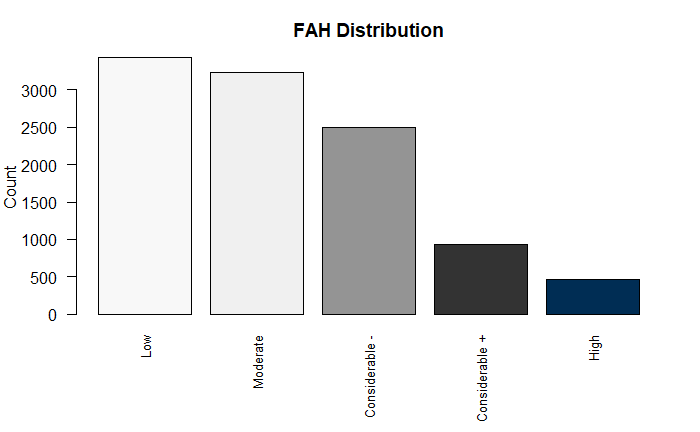 FAH Distribution
Count
3000
2500
2000
1500
1000
500
0
Low
Moderate
Considerable -
Considerable +
High